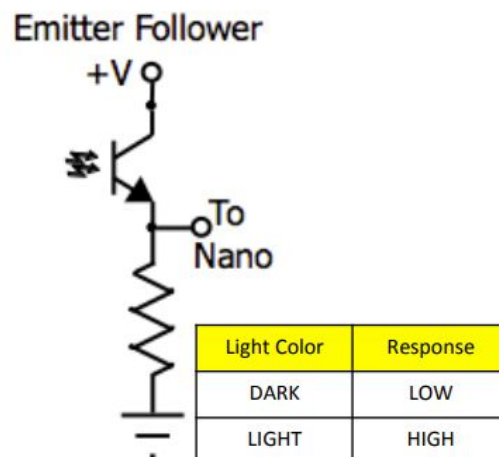 Emitter Follower
+V
To
Nano
Light Color Response
DARK LOW
LIGHT HIGH